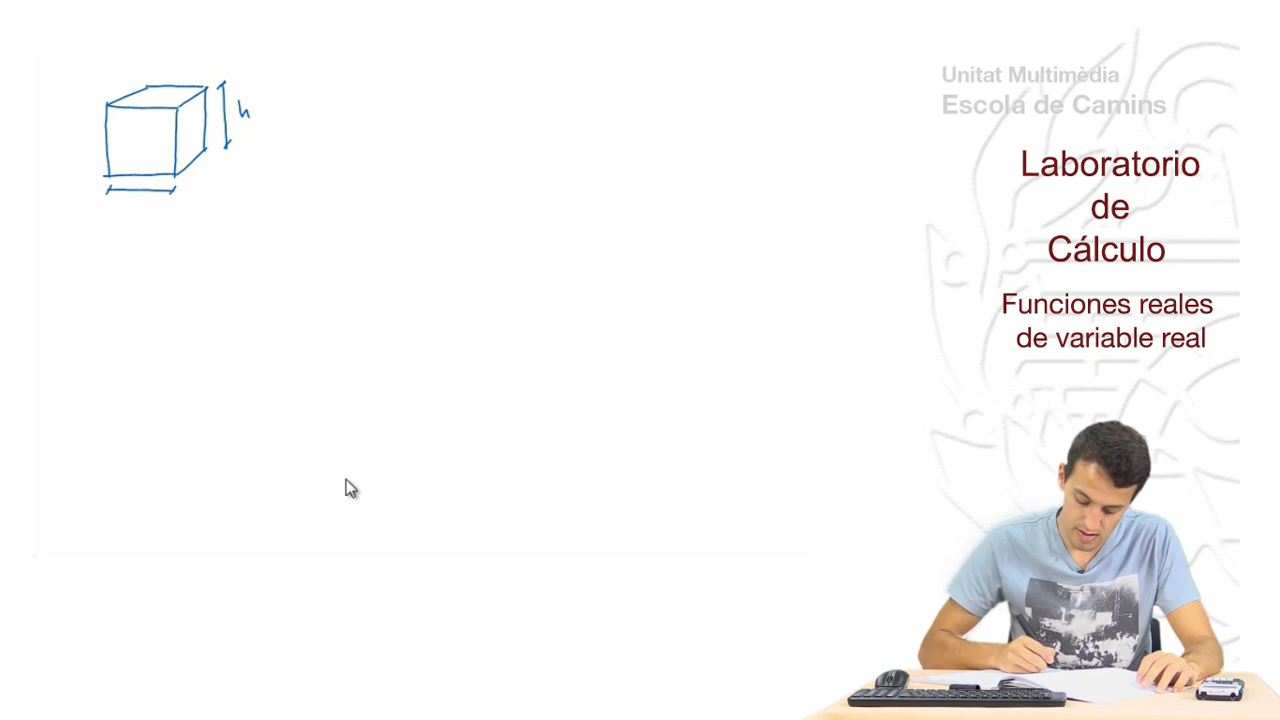 h
Unitat Multimèdia
Escola de Camins
Laboratorio
de
Cálculo
Funciones reales
de variable real